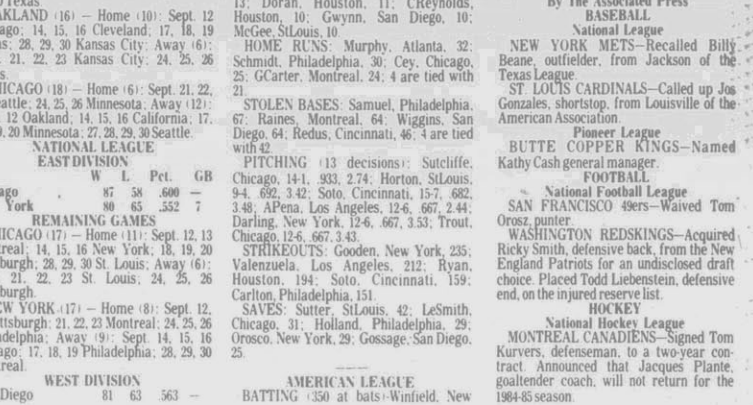 Texas.
AKLAND (16) — Home (10): Sept. 12
ago; 14, 15, 16 Cleveland; 17, 18, 19
as; 28, 29, 30 Kansas City; Away (6):
21, 22, 23 Kansas City; 24, 25, 26
s.
HICAGO (18) — Home (6): Sept. 21, 22,
eattle; 24, 25, 26 Minnesota; Away (12):
12 Oakland; 14, 15, 16 California; 17,
9, 20 Minnesota; 27, 28, 29, 30 Seattle.
NATIONAL LEAGUE
EAST DIVISION
W L Pct. GB
ago 87 58 .600 —
York 80 65 .552 7
REMAINING GAMES
HICAGO (17) — Home (11): Sept. 12, 13
treal; 14, 15, 16 New York; 18, 19, 20
burgh; 28, 29, 30 St. Louis; Away (6):
21, 22, 23 St. Louis; 24, 25, 26
burgh.
EW YORK (17) — Home (8): Sept. 12,
ttsburgh; 21, 22, 23 Montreal; 24, 25, 26
adelphia; Away (9): Sept. 14, 15, 16
ago; 17, 18, 19 Philadelphia; 28, 29, 30
real.
WEST DIVISION
Diego 81 63 .563 —
13; Doran, Houston, 11; CReynolds,
Houston, 10; Gwynn, San Diego, 10;
McGee, StLouis, 10.
HOME RUNS: Murphy, Atlanta, 32;
Schmidt, Philadelphia, 30; Cey, Chicago,
25; GCarter, Montreal, 24; 4 are tied with
21.
STOLEN BASES: Samuel, Philadelphia,
67; Raines, Montreal, 64; Wiggins, San
Diego, 64; Redus, Cincinnati, 46; 4 are tied
with 42.
PITCHING (13 decisions): Sutcliffe,
Chicago, 14-1, .933, 2.74; Horton, StLouis,
9-4, .692, 3.42; Soto, Cincinnati, 15-7, .682,
3.48; APena, Los Angeles, 12-6, .667, 2.44;
Darling, New York, 12-6, .667, 3.53; Trout,
Chicago, 12-6, .667, 3.43.
STRIKEOUTS: Gooden, New York, 235;
Valenzuela, Los Angeles, 212; Ryan,
Houston, 194; Soto, Cincinnati, 159;
Carlton, Philadelphia, 151.
SAVES: Sutter, StLouis, 42; LeSmith,
Chicago, 31; Holland, Philadelphia, 29;
Orosco, New York, 29; Gossage, San Diego,
25.
AMERICAN LEAGUE
BATTING (350 at bats)-Winfield, New
By The Associated Press
BASEBALL
National League
NEW YORK METS—Recalled Billy
Beane, outfielder, from Jackson of the
Texas League.
ST. LOUIS CARDINALS—Called up Jos
Gonzales, shortstop, from Louisville of the
American Association.
Pioneer League
BUTTE COPPER KINGS—Named
Kathy Cash general manager.
FOOTBALL
National Football League
SAN FRANCISCO 49ers—Waived Tom
Orosz, punter.
WASHINGTON REDSKINGS—Acquired
Ricky Smith, defensive back, from the New
England Patriots for an undisclosed draft
choice. Placed Todd Liebenstein, defensive
end, on the injured reserve list.
HOCKEY
National Hockey League
MONTREAL CANADIENS—Signed Tom
Kurvers, defenseman, to a two-year con-
tract. Announced that Jacques Plante,
goaltender coach, will not return for the
1984-85 season.